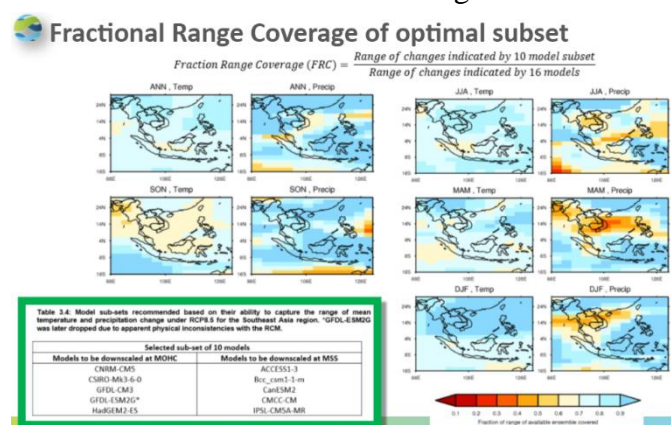 Fractional Range Coverage of optimal subset
Fraction Range Coverage (FRC) = Range of changes indicated by 10 model subset
Range of changes indicated by 16 models
ANN , Temp
ANN , Precip
JJA , Temp
JJA , Precip
SON , Temp
SON , Precip
MAM , Temp
MAM , Precip
DJF , Temp
DJF , Precip
Table 3.4: Model sub-sets recommended based on their ability to capture the range of mean
temperature and precipitation change under RCP8.5 for the Southeast Asia region. *GFDL-ESM2G
was later dropped due to apparent physical inconsistencies with the RCM.
Selected sub-set of 10 models
Models to be downscaled at MOHC Models to be downscaled at MSS
CNRM-CM5 ACCESS1-3
CSIRO-Mk3-6-0 Bcc_csm1-1-m
GFDL-CM3 CanESM2
GFDL-ESM2G* CMCC-CM
HadGEM2-ES IPSL-CM5A-MR
0.1 0.2 0.3 0.4 0.5 0.6 0.7 0.8 0.9
Fraction of range of available ensemble covered